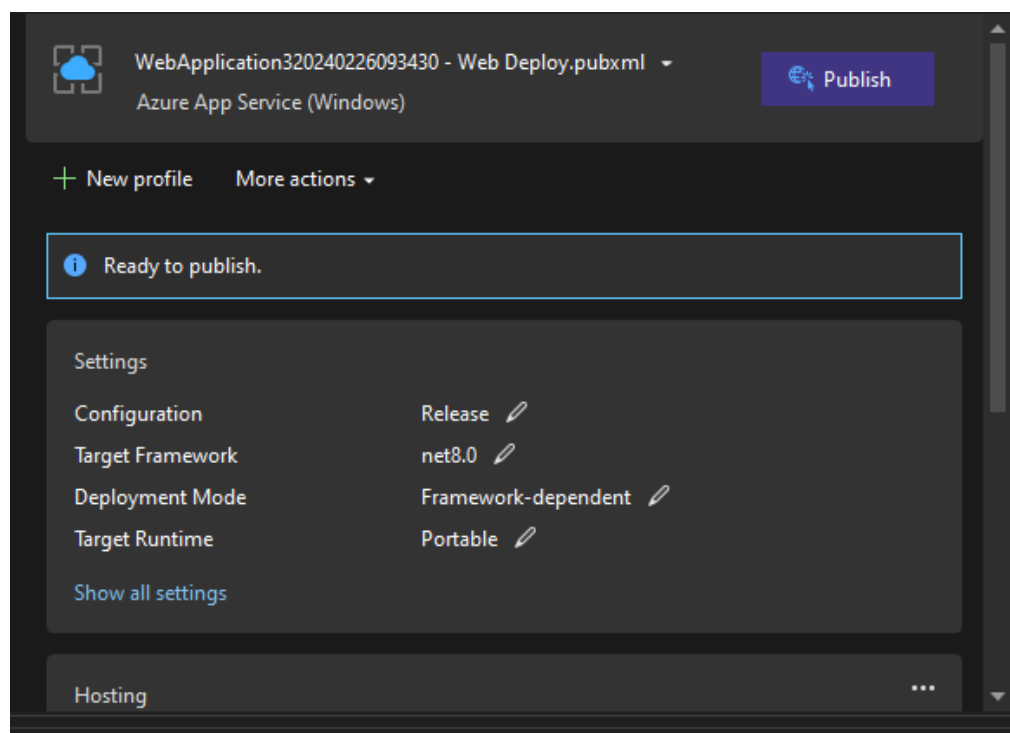 WebApplication320240226093430 - Web Deploy.pubxml
Azure App Service (Windows)
Publish
New profile More actions
Ready to publish.
Settings
Configuration Release
Target Framework net8.0
Deployment Mode Framework-dependent
Target Runtime Portable
Show all settings
Hosting